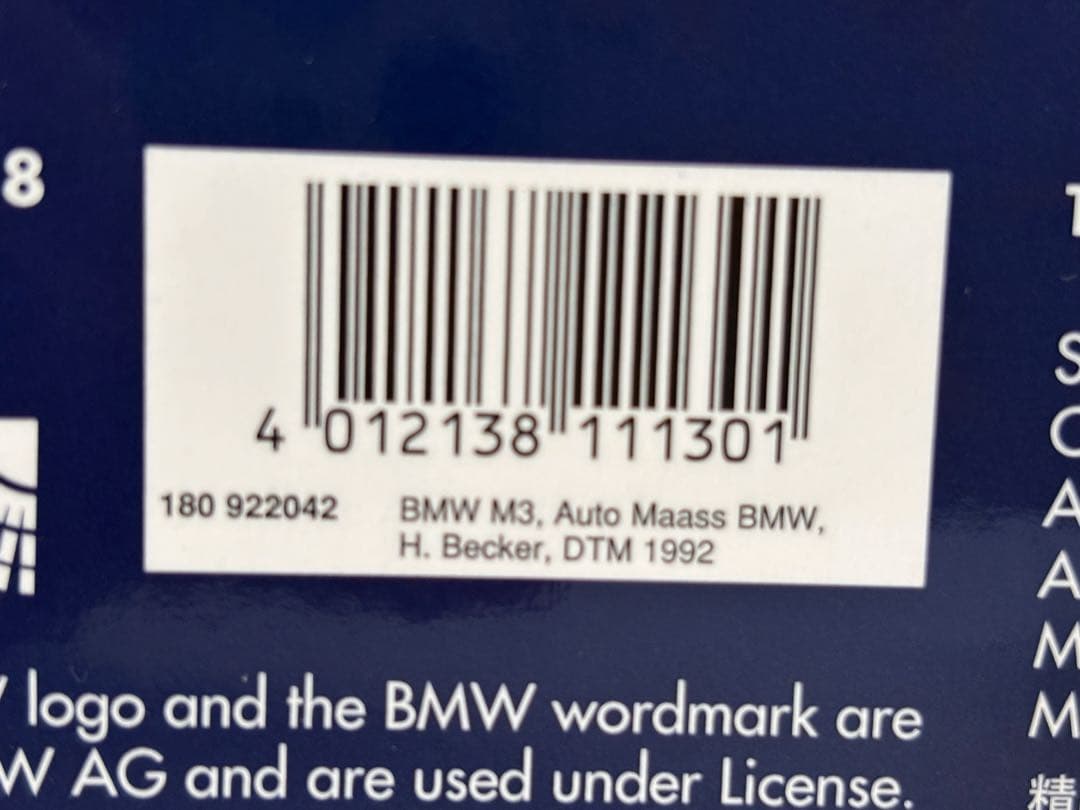 8
4 012138 111301
180 922042 BMW M3, Auto Maass BMW,
H. Becker, DTM 1992
logo and the BMW wordmark are
W AG and are used under License.
S
C
A
A
M
M
精